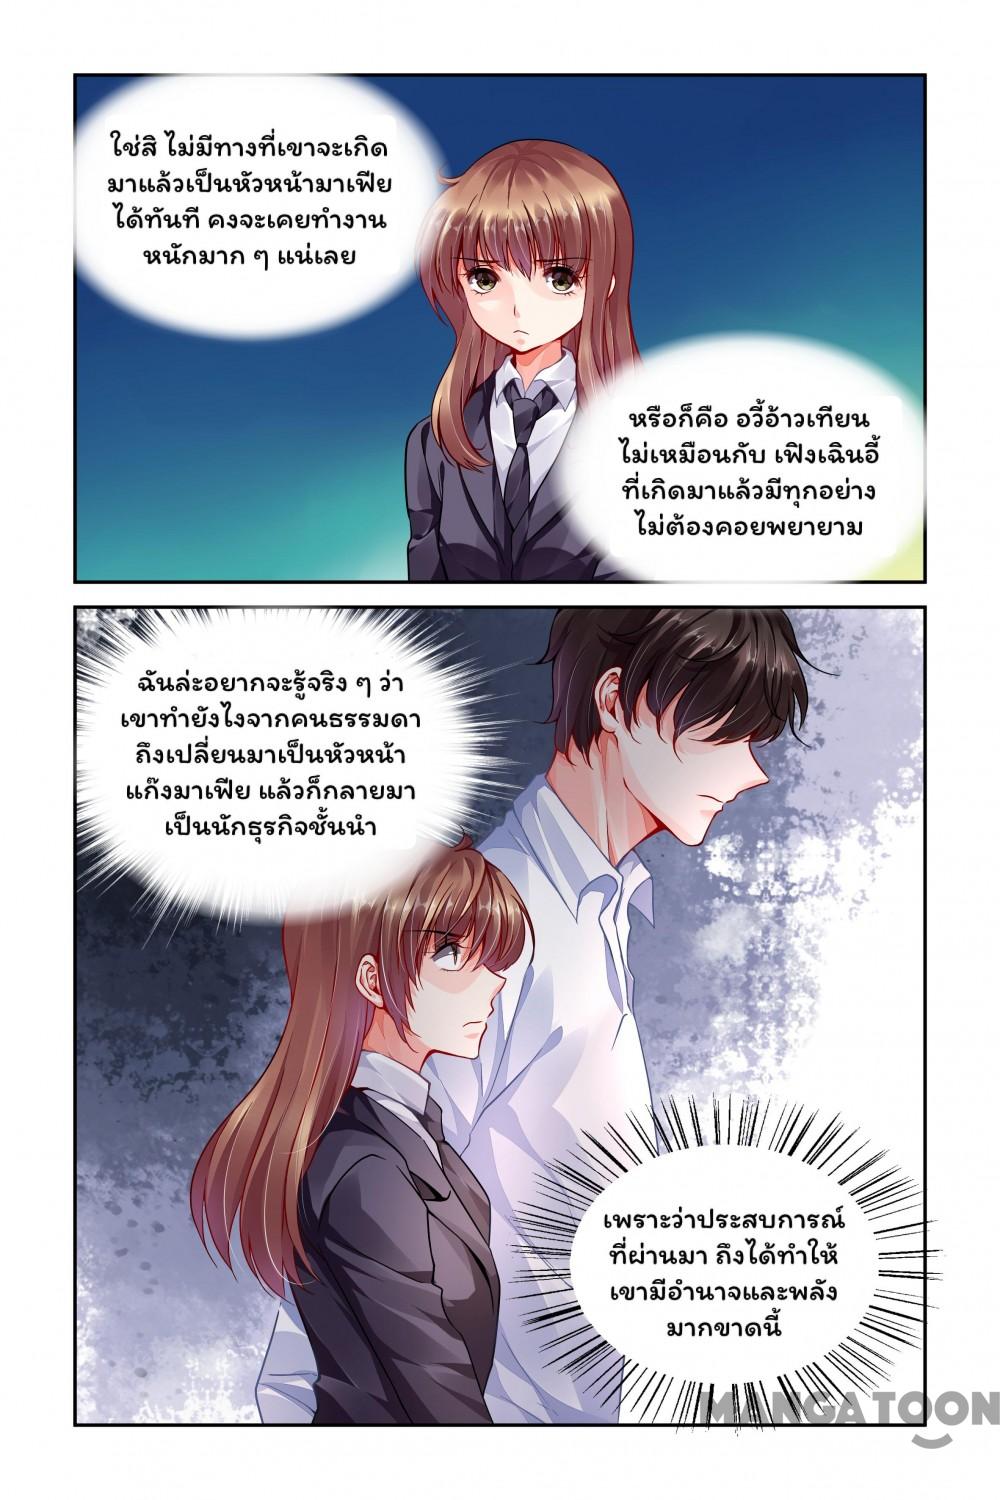 ใช่สิ ไม่มีทางที่เขาจะเกิด
มาแล้วเป็นหัวหน้ามาเฟีย
ได้ทันที คงจะเคยทำงาน
หนักมาก ๆ แน่เลย
หรือก็คือ อวี้อ้าวเทียน
ไม่เหมือนกับ เฟิงเฉินอี้
ที่เกิดมาแล้วมีทุกอย่าง
ไม่ต้องคอยพยายาม
ฉันล่ะอยากจะรู้จริง ๆ ว่า
เขาทำยังไงจากคนธรรมดา
ถึงเปลี่ยนมาเป็นหัวหน้า
แก๊งมาเฟีย แล้วก็กลายมา
เป็นนักธุรกิจชั้นนำ
เพราะว่าประสบการณ์
ที่ผ่านมา ถึงได้ทำให้
เขามีอำนาจและพลัง
มากขาดนี้
MANGATOON